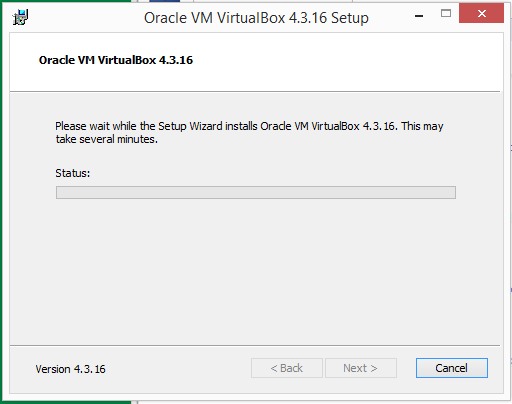 Oracle VM VirtualBox 4.3.16 Setup
Oracle VM VirtualBox 4.3.16
Please wait while the Setup Wizard installs Oracle VM VirtualBox 4.3.16. This may
take several minutes.
Status:
Version 4.3.16
< Back
Next >
Cancel